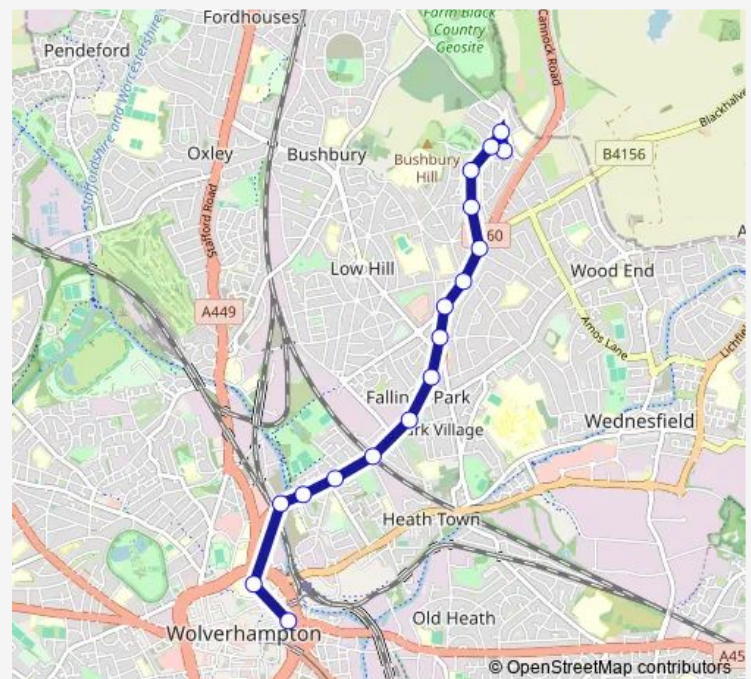 Fordhouses
Farm Black
Country
Geosite
Cannock Road
Pendeford
Staffordshire and Worcestershire
Blackhalve
Oxley
Bushbury
Bushbury
Hill
B4156
Stafford Road
60
Low Hill
Wood End
A449
Amos Lane
Lichfie
Fallin Park
Wednesfield
rk Village
Heath Town
Old Heath
Wolverhampton
A45
© OpenStreetMap contributors